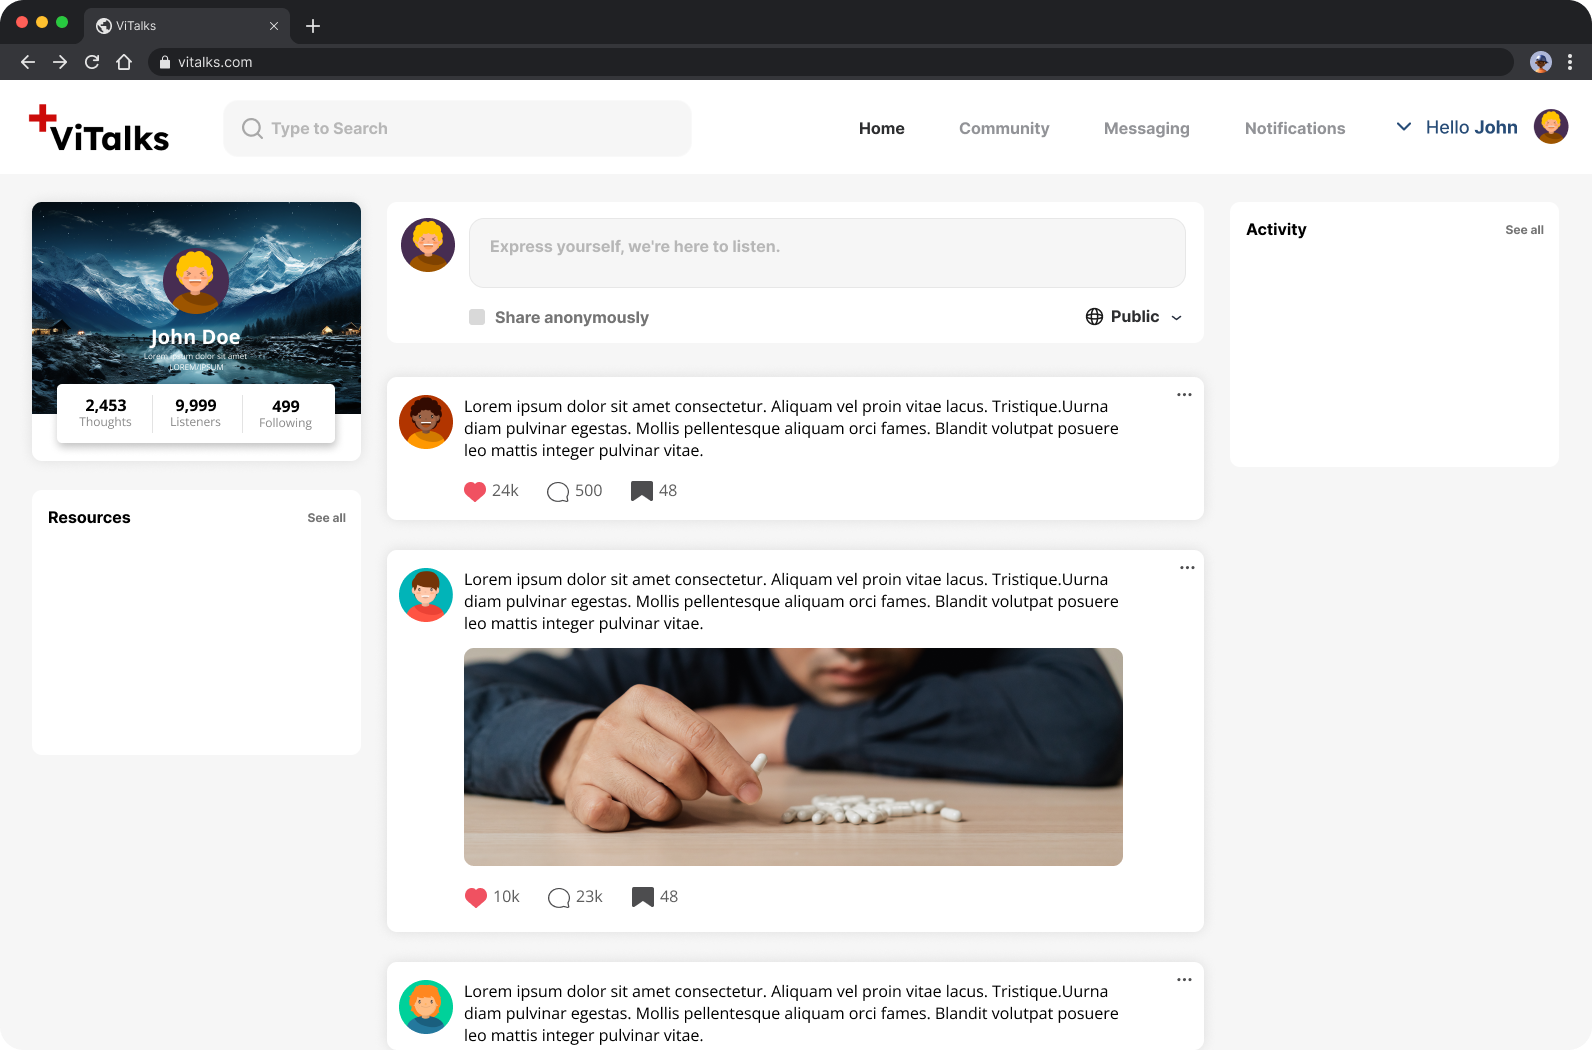 ViTalks
vitalks.com
ViTalks
Type to Search
Home
Community
Messaging
Notifications
Hello John
John Doe
Lorem ipsum dolor sit amet
LOREM/IPSUM
2,453
Thoughts
9,999
Listeners
499
Following
Resources
See all
Express yourself, we're here to listen.
Share anonymously
Public
Lorem ipsum dolor sit amet consectetur. Aliquam vel proin vitae lacus. Tristique.Uurna
diam pulvinar egestas. Mollis pellentesque aliquam orci fames. Blandit volutpat posuere
leo mattis integer pulvinar vitae.
24k
500
48
Lorem ipsum dolor sit amet consectetur. Aliquam vel proin vitae lacus. Tristique.Uurna
diam pulvinar egestas. Mollis pellentesque aliquam orci fames. Blandit volutpat posuere
leo mattis integer pulvinar vitae.
10k
23k
48
Lorem ipsum dolor sit amet consectetur. Aliquam vel proin vitae lacus. Tristique.Uurna
diam pulvinar egestas. Mollis pellentesque aliquam orci fames. Blandit volutpat posuere
leo mattis integer pulvinar vitae.
Activity
See all